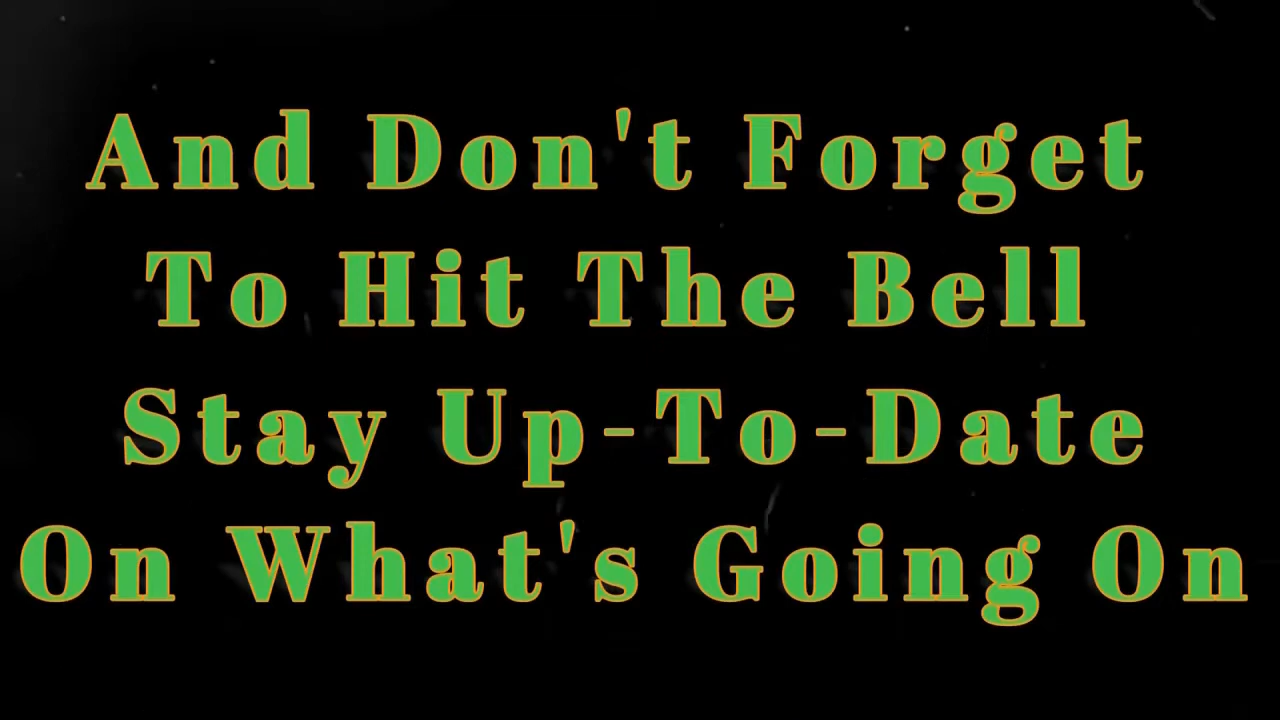 And Don't Forget
To Hit The Bell
Stay Up-To-Date
On What's Going On